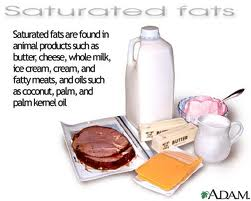 Saturated fats
Saturated fats are found in
animal products such as
butter, cheese, whole milk,
ice cream, cream, and
fatty meats, and oils such
as coconut, palm, and
palm kernel oil
BUTTER
ADAM.